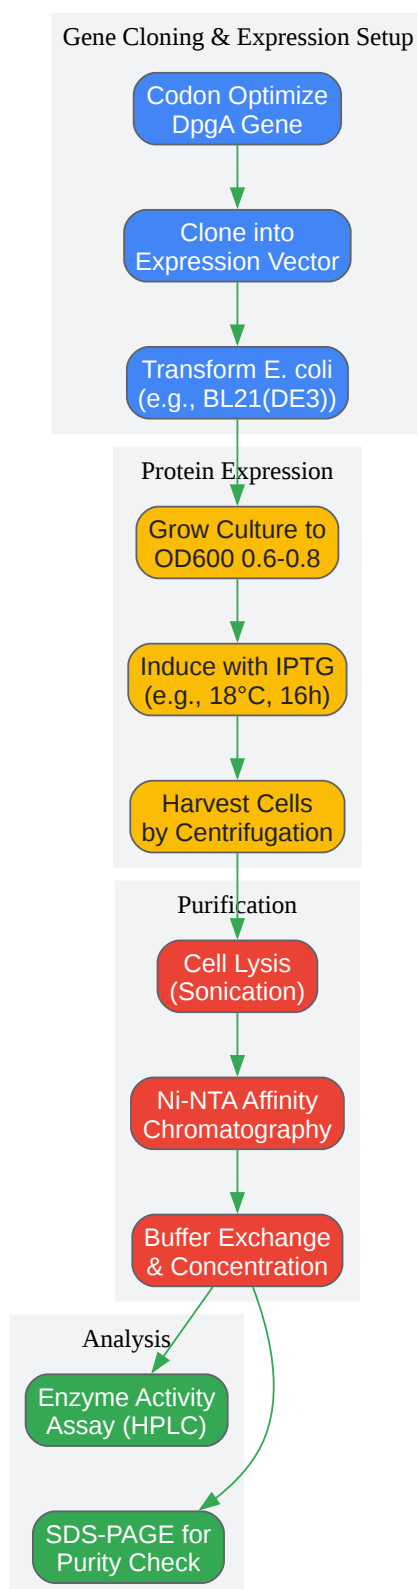 Gene Cloning & Expression Setup
Codon Optimize
DpgA Gene
Clone into
Expression Vector
Transform E. coli
(e.g., BL21(DE3))
Protein Expression
Grow Culture to
OD600 0.6-0.8
Induce with IPTG
(e.g., 18°C, 16h)
Harvest Cells
by Centrifugation
Purification
Cell Lysis
(Sonication)
Ni-NTA Affinity
Chromatography
Buffer Exchange
& Concentration
Analysis
Enzyme Activity
Assay (HPLC)
SDS-PAGE for
Purity Check